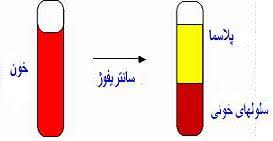 پلاسما
خون
سانتریفوژ
سلولهای خونی